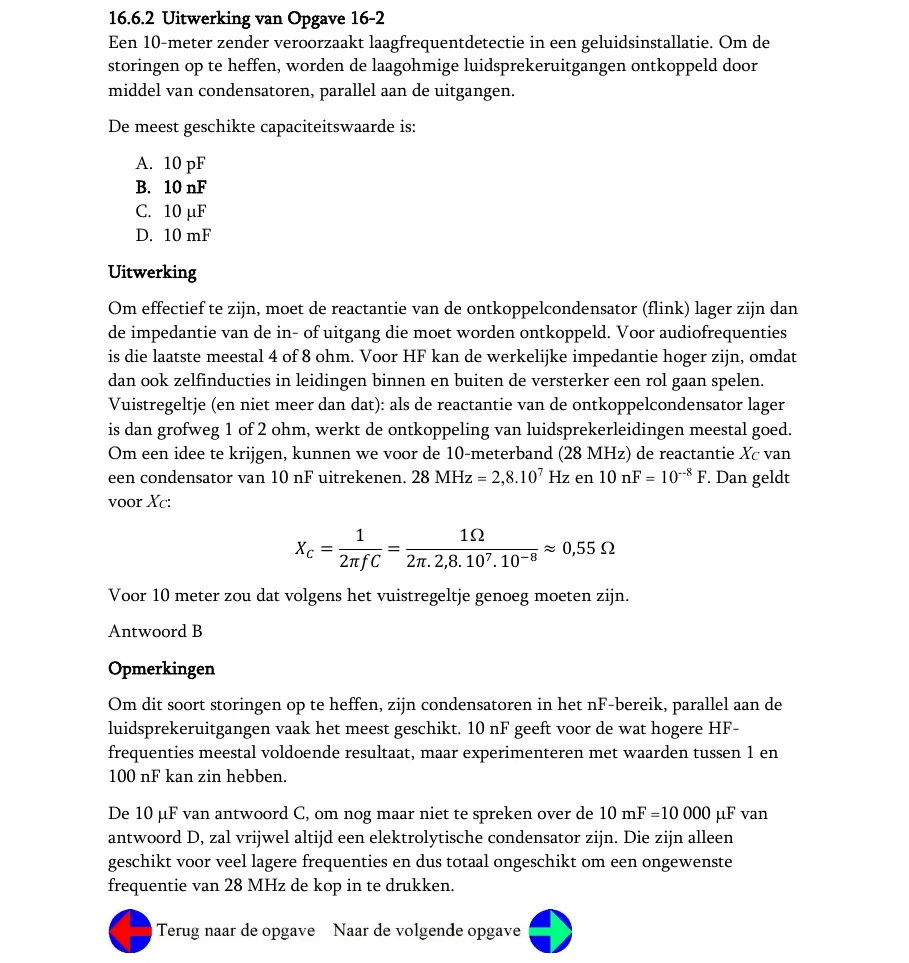 16.6.2 Uitwerking van Opgave 16-2
Een 10-meter zender veroorzaakt laagfrequentdetectie in een geluidsinstallatie. Om de
storingen op te heffen, worden de laagohmige luidsprekeruitgangen ontkoppeld door
middel van condensatoren, parallel aan de uitgangen.
De meest geschikte capaciteitswaarde is:
A. 10 pF
B. 10 nF
C. 10 µF
D. 10 mF
Uitwerking
Om effectief te zijn, moet de reactantie van de ontkoppelcondensator (flink) lager zijn dan
de impedantie van de in- of uitgang die moet worden ontkoppeld. Voor audiofrequenties
is die laatste meestal 4 of 8 ohm. Voor HF kan de werkelijke impedantie hoger zijn, omdat
dan ook zelfinducties in leidingen binnen en buiten de versterker een rol gaan spelen.
Vuistregeltje (en niet meer dan dat): als de reactantie van de ontkoppelcondensator lager
is dan grofweg 1 of 2 ohm, werkt de ontkoppeling van luidsprekerleidingen meestal goed.
Om een idee te krijgen, kunnen we voor de 10-meterband (28 MHz) de reactantie X_C van
een condensator van 10 nF uitrekenen. 28 MHz = 2,8.10⁷ Hz en 10 nF = 10⁻⁸ F. Dan geldt
voor X_C:
X_C = 1 / 2πfC = 1Ω / 2π. 2,8. 10⁷. 10⁻⁸ ≈ 0,55 Ω
Voor 10 meter zou dat volgens het vuistregeltje genoeg moeten zijn.
Antwoord B
Opmerkingen
Om dit soort storingen op te heffen, zijn condensatoren in het nF-bereik, parallel aan de
luidsprekeruitgangen vaak het meest geschikt. 10 nF geeft voor de wat hogere HF-
frequenties meestal voldoende resultaat, maar experimenteren met waarden tussen 1 en
100 nF kan zin hebben.
De 10 µF van antwoord C, om nog maar niet te spreken over de 10 mF =10 000 µF van
antwoord D, zal vrijwel altijd een elektrolytische condensator zijn. Die zijn alleen
geschikt voor veel lagere frequenties en dus totaal ongeschikt om een ongewenste
frequentie van 28 MHz de kop in te drukken.
Terug naar de opgave Naar de volgende opgave